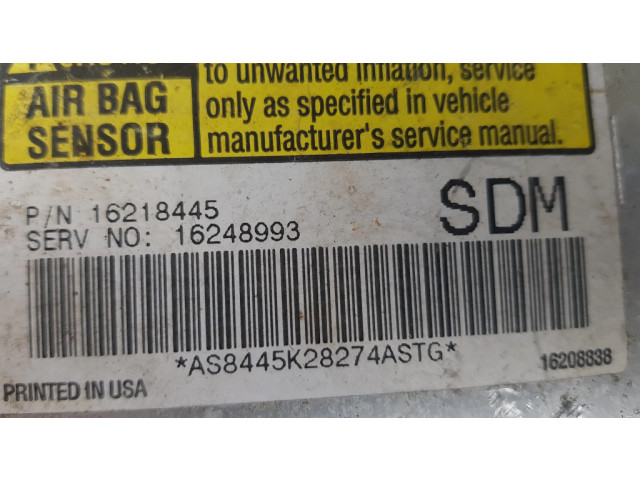 to unwanted inflation, service
AIR BAG
only as specified in vehicle
SENSOR
manufacturer's service manual.
P/N 16218445
SDM
SERV NO: 16248993
*AS8445K28274ASTG*
16208838
PRINTED IN USA